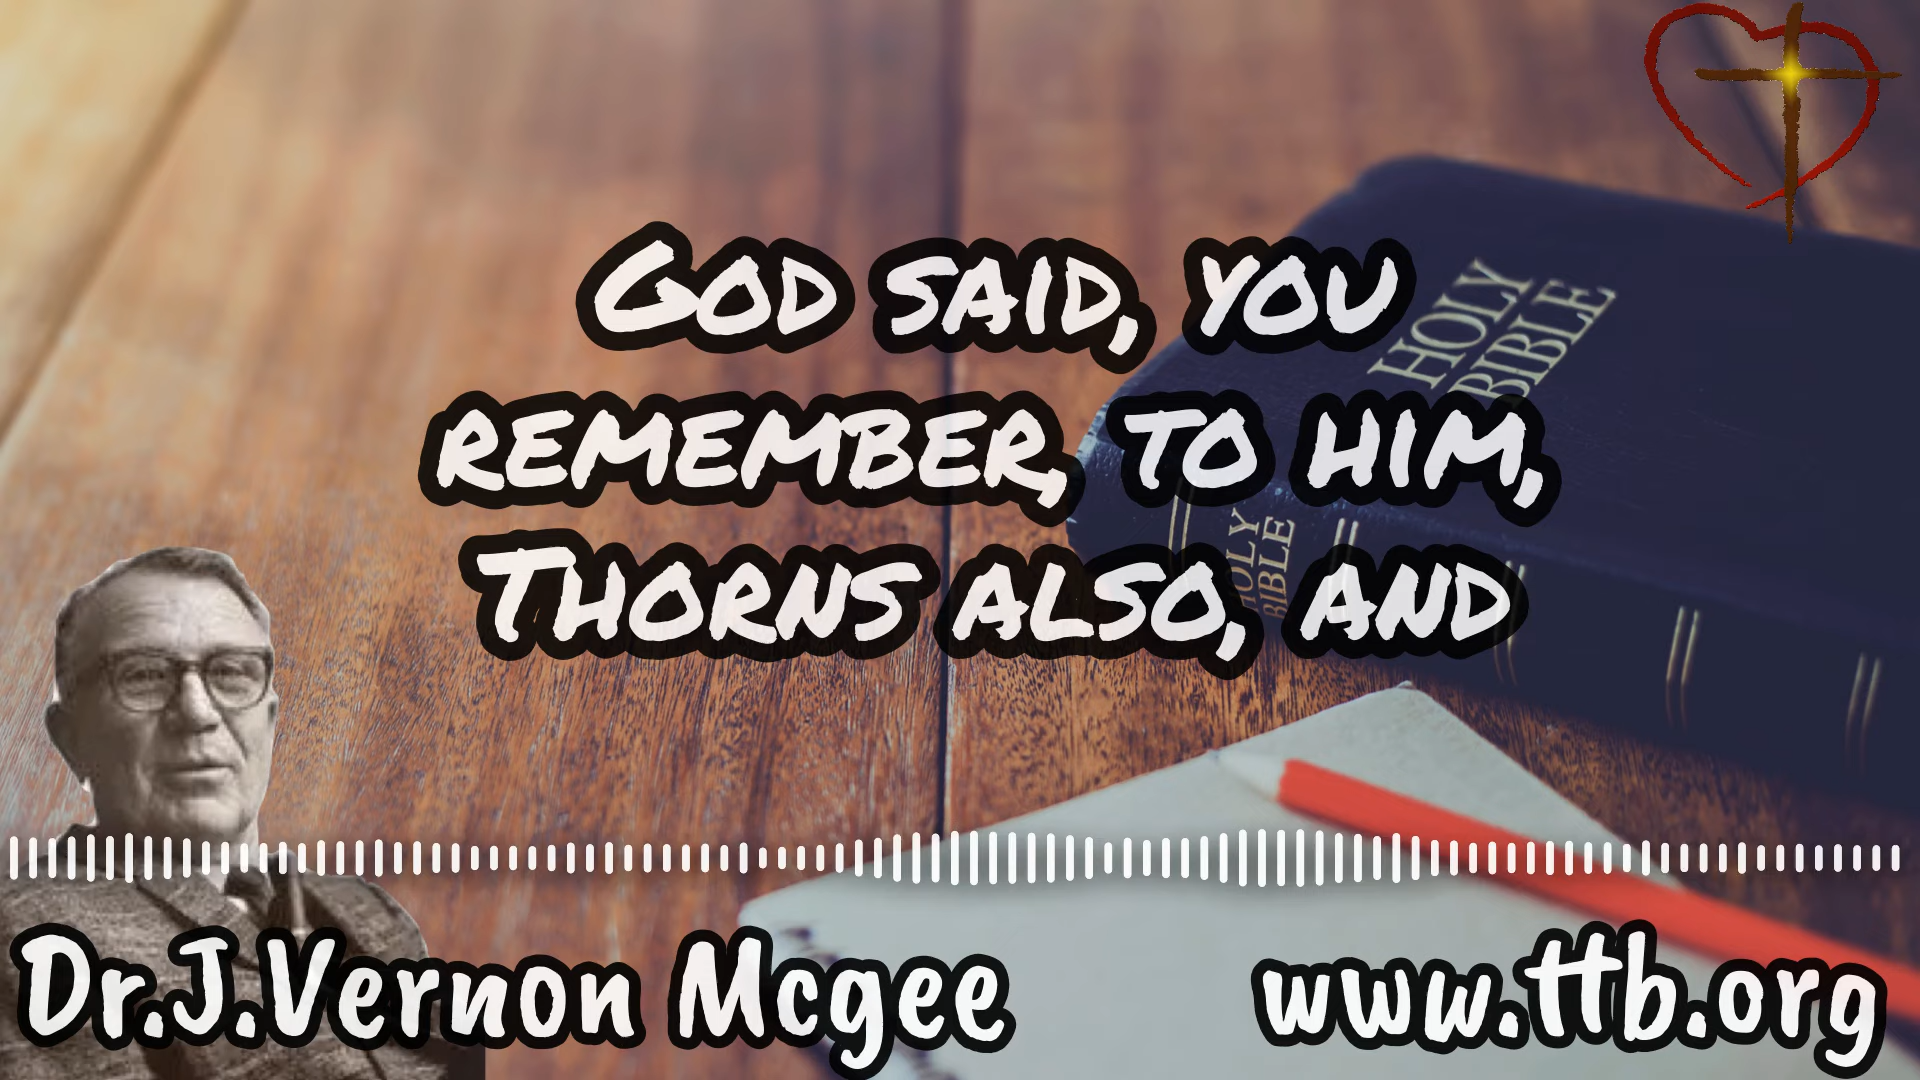 God said, you
remember, to him,
Thorns also, and
HOLY
BIBLE
HOLY
BIBLE
Dr.J.Vernon Mcgee
www.ttb.org